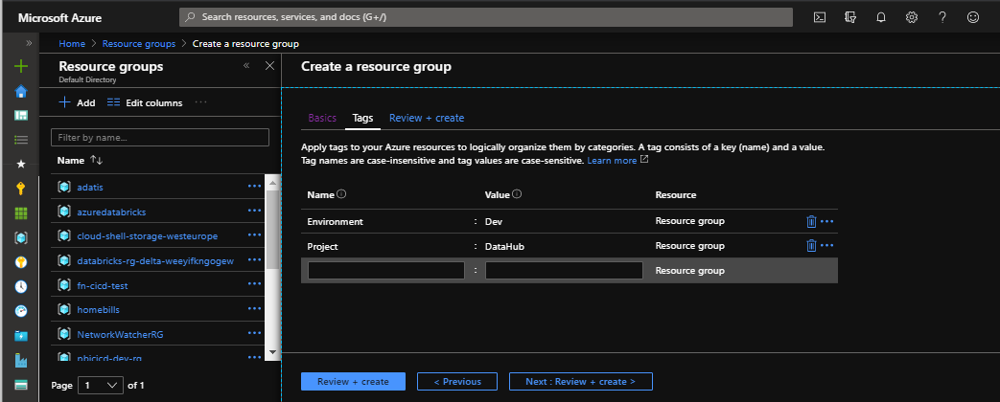 Microsoft Azure
Search resources, services, and docs (G+/)
Home > Resource groups > Create a resource group
Resource groups
Default Directory
Add Edit columns
Filter by name...
Name
adatis
azuredatabricks
cloud-shell-storage-westeurope
databricks-rg-delta-weeyifkngogew
fn-cicd-test
homebills
NetworkWatcherRG
pbicicd-dev-rg
Page 1 of 1
Create a resource group
Basics Tags Review + create
Apply tags to your Azure resources to logically organize them by categories. A tag consists of a key (name) and a value.
Tag names are case-insensitive and tag values are case-sensitive. Learn more
Name Value Resource
Environment : Dev Resource group
Project : DataHub Resource group
: Resource group
Review + create < Previous Next : Review + create >